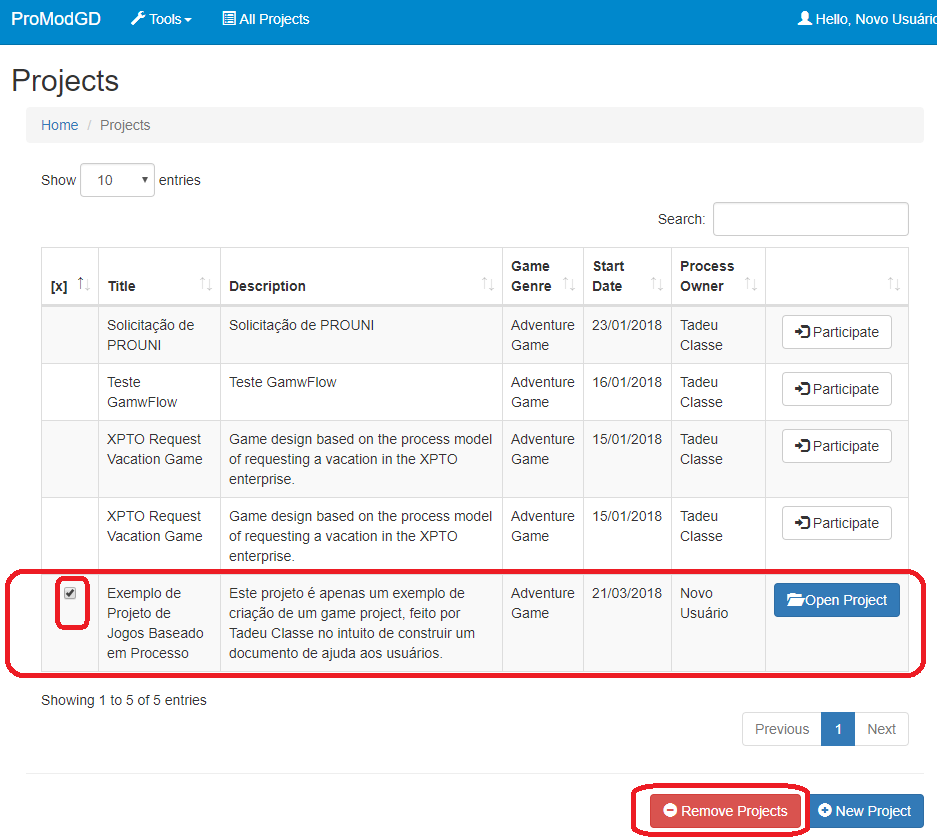 ProModGD Tools All Projects Hello, Novo Usuário
Projects
Home / Projects
Show 10 entries
Search:
[x] Title Description Game Genre Start Date Process Owner
Solicitação de PROUNI Solicitação de PROUNI Adventure Game 23/01/2018 Tadeu Classe Participate
Teste GamwFlow Teste GamwFlow Adventure Game 16/01/2018 Tadeu Classe Participate
XPTO Request Vacation Game Game design based on the process model of requesting a vacation in the XPTO enterprise. Adventure Game 15/01/2018 Tadeu Classe Participate
XPTO Request Vacation Game Game design based on the process model of requesting a vacation in the XPTO enterprise. Adventure Game 15/01/2018 Tadeu Classe Participate
Exemplo de Projeto de Jogos Baseado em Processo Este projeto é apenas um exemplo de criação de um game project, feito por Tadeu Classe no intuito de construir um documento de ajuda aos usuários. Adventure Game 21/03/2018 Novo Usuário Open Project
Showing 1 to 5 of 5 entries
Previous 1 Next
Remove Projects New Project